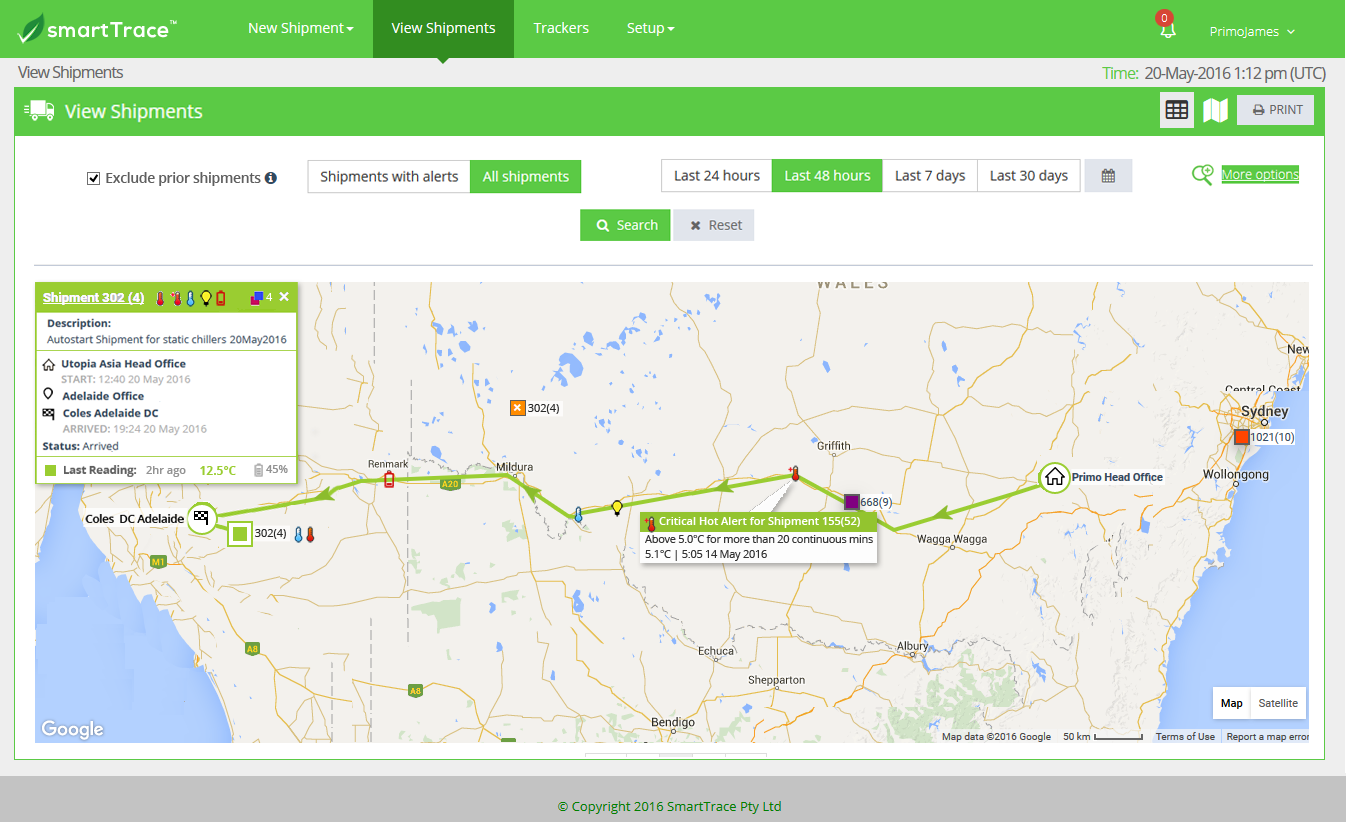 smartTrace™
New Shipment
View Shipments
Trackers
Setup
0
PrimoJames
View Shipments
Time: 20-May-2016 1:12 pm (UTC)
View Shipments
PRINT
Exclude prior shipments
Shipments with alerts
All shipments
Last 24 hours
Last 48 hours
Last 7 days
Last 30 days
More options
Search
Reset
Shipment 302 (4)
4
Description:
Autostart Shipment for static chillers 20May2016
Utopia Asia Head Office
START: 12:40 20 May 2016
Adelaide Office
Coles Adelaide DC
ARRIVED: 19:24 20 May 2016
Status: Arrived
Last Reading: 2hr ago 12.5°C 45%
WALES
New
Central Coast
Sydney
1021(10)
Wollongong
302(4)
Griffith
Renmark
Mildura
A20
Primo Head Office
668(9)
Coles DC Adelaide
302(4)
Critical Hot Alert for Shipment 155(52)
Above 5.0°C for more than 20 continuous mins
5.1°C | 5:05 14 May 2016
Wagga Wagga
M1
A8
Echuca
Albury
Shepparton
A8
Bendigo
Map
Satellite
Google
Map data ©2016 Google
50 km
Terms of Use
Report a map error
© Copyright 2016 SmartTrace Pty Ltd